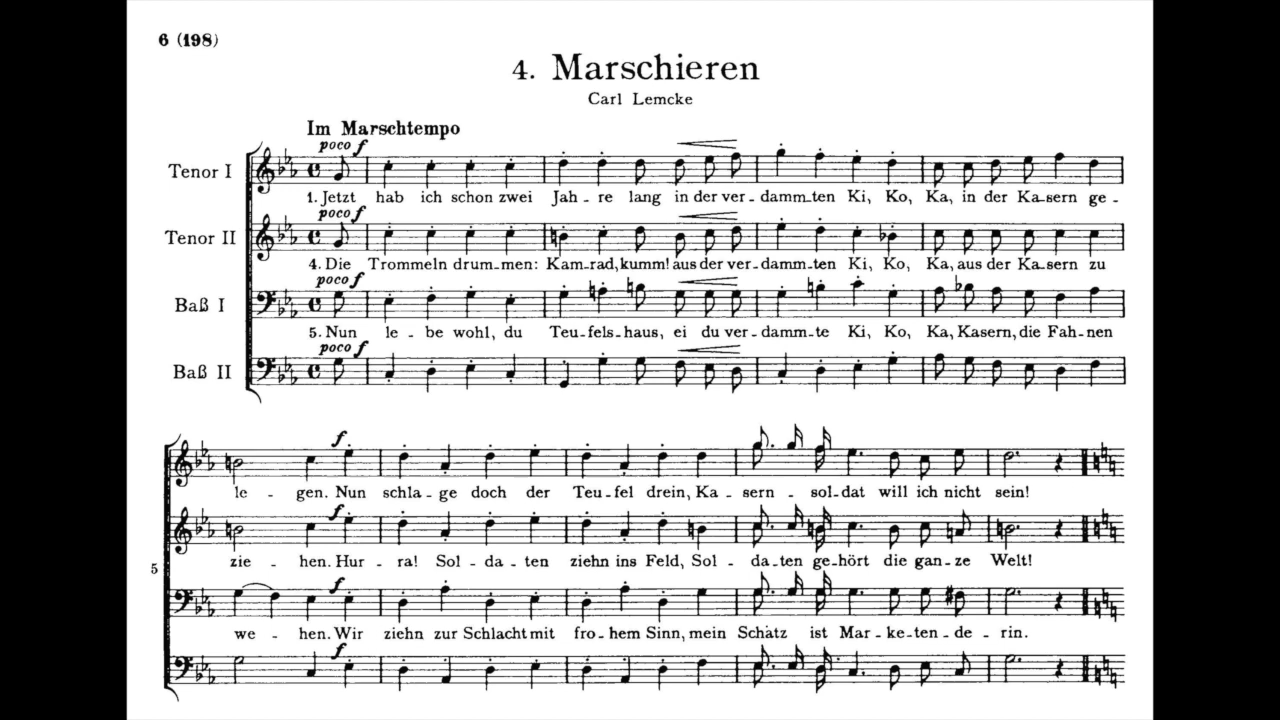 6 (198)
4. Marschieren
Carl Lemcke
Im Marschtempo
poco f
Tenor I
1. Jetzt hab ich schon zwei Jah - re lang in der ver - damm - ten Ki, Ko, Ka, in der Ka - sern ge -
poco f
Tenor II
4. Die Trommeln drum - men: Kam - rad, kumm! aus der ver - damm - ten Ki, Ko, Ka, aus der Ka - sern zu
poco f
Baß I
5. Nun le - be wohl, du Teu - fels - haus, ei du ver - damm - te Ki, Ko, Ka, Kasern, die Fah - nen
poco f
Baß II
f
le - gen. Nun schla - ge doch der Teu - fel drein, Ka - sern - sol - dat will ich nicht sein!
f
zie - hen. Hur - ra! Sol - da - ten ziehn ins Feld, Sol - da - ten ge - hört die gan - ze Welt!
5
f
we - hen. Wir ziehn zur Schlacht mit fro - hem Sinn, mein Schatz ist Mar - ke - ten - de - rin.
f